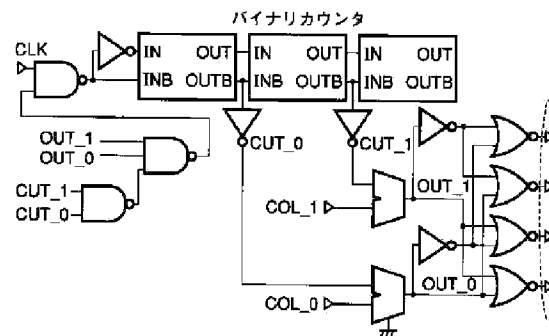 バイナリカウンタ
CLK
IN OUT IN OUT IN OUT
INB OUTB INB OUTB INB OUTB
CUT_0 CUT_1
OUT_1
OUT_0
CUT_1
CUT_0
OUT_1
COL_1
OUT_0
COL_0